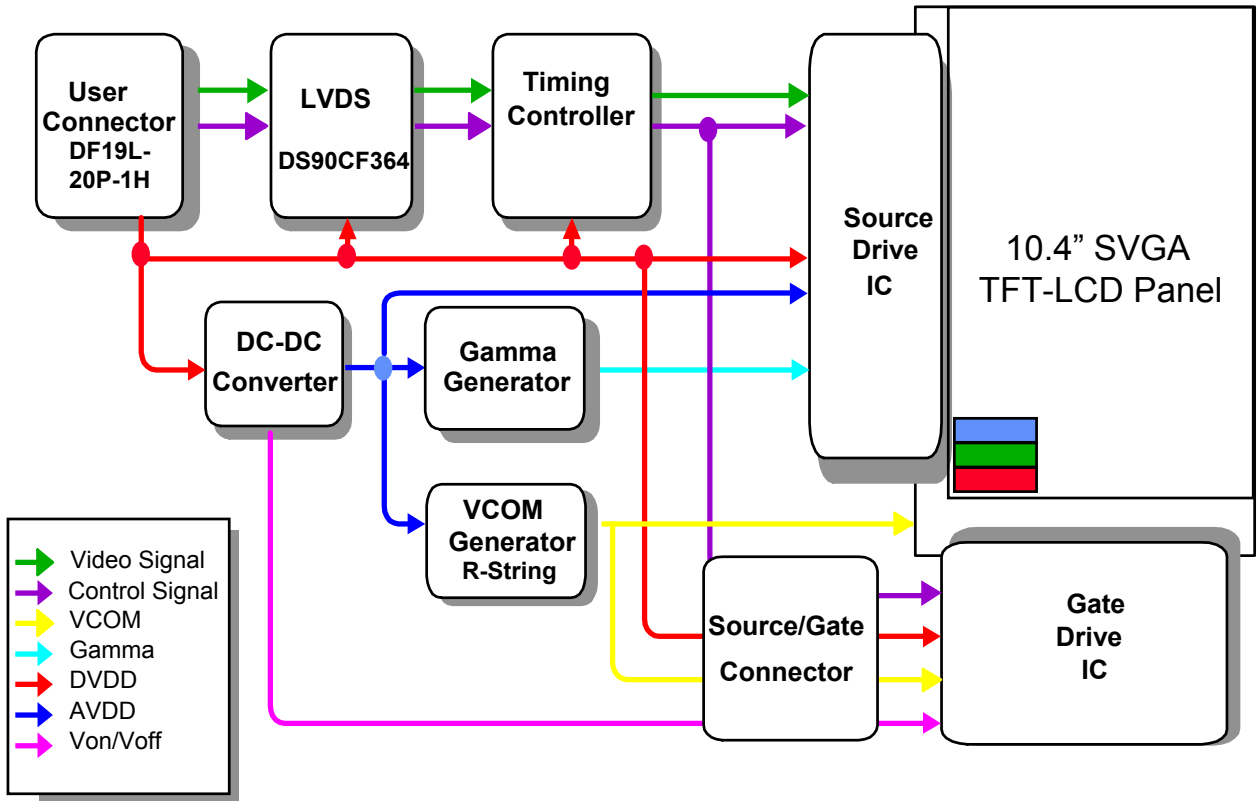 User
Connector
DF19L-
20P-1H
LVDS
DS90CF364
Timing
Controller
Source
Drive
IC
10.4” SVGA
TFT-LCD Panel
DC-DC
Converter
Gamma
Generator
VCOM
Generator
R-String
Source/Gate
Connector
Gate
Drive
IC
Video Signal
Control Signal
VCOM
Gamma
DVDD
AVDD
Von/Voff